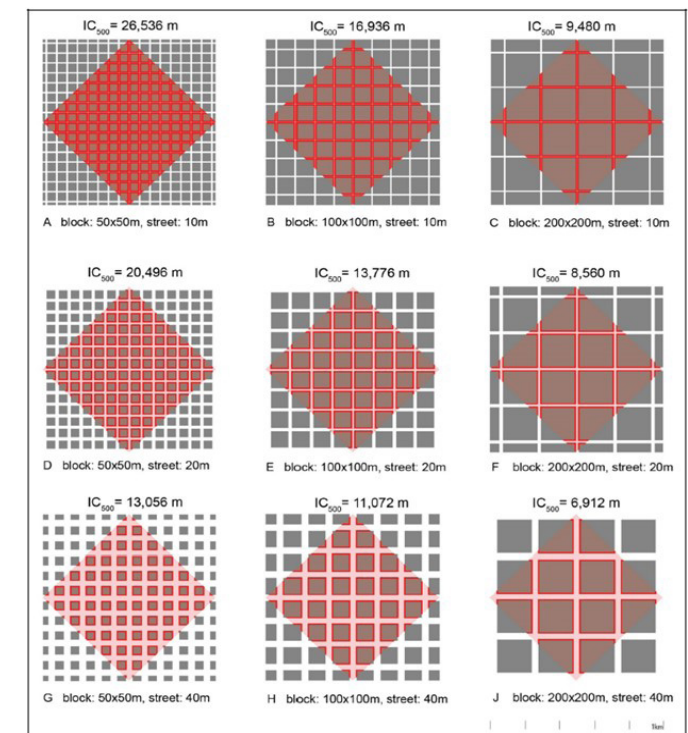 IC500 = 26,536 m
IC500 = 16,936 m
IC500 = 9,480 m
A block: 50x50m, street: 10m
B block: 100x100m, street: 10m
C block: 200x200m, street: 10m
IC500 = 20,496 m
IC500 = 13,776 m
IC500 = 8,560 m
D block: 50x50m, street: 20m
E block: 100x100m, street: 20m
F block: 200x200m, street: 20m
IC500 = 13,056 m
IC500 = 11,072 m
IC500 = 6,912 m
G block: 50x50m, street: 40m
H block: 100x100m, street: 40m
J block: 200x200m, street: 40m
1km